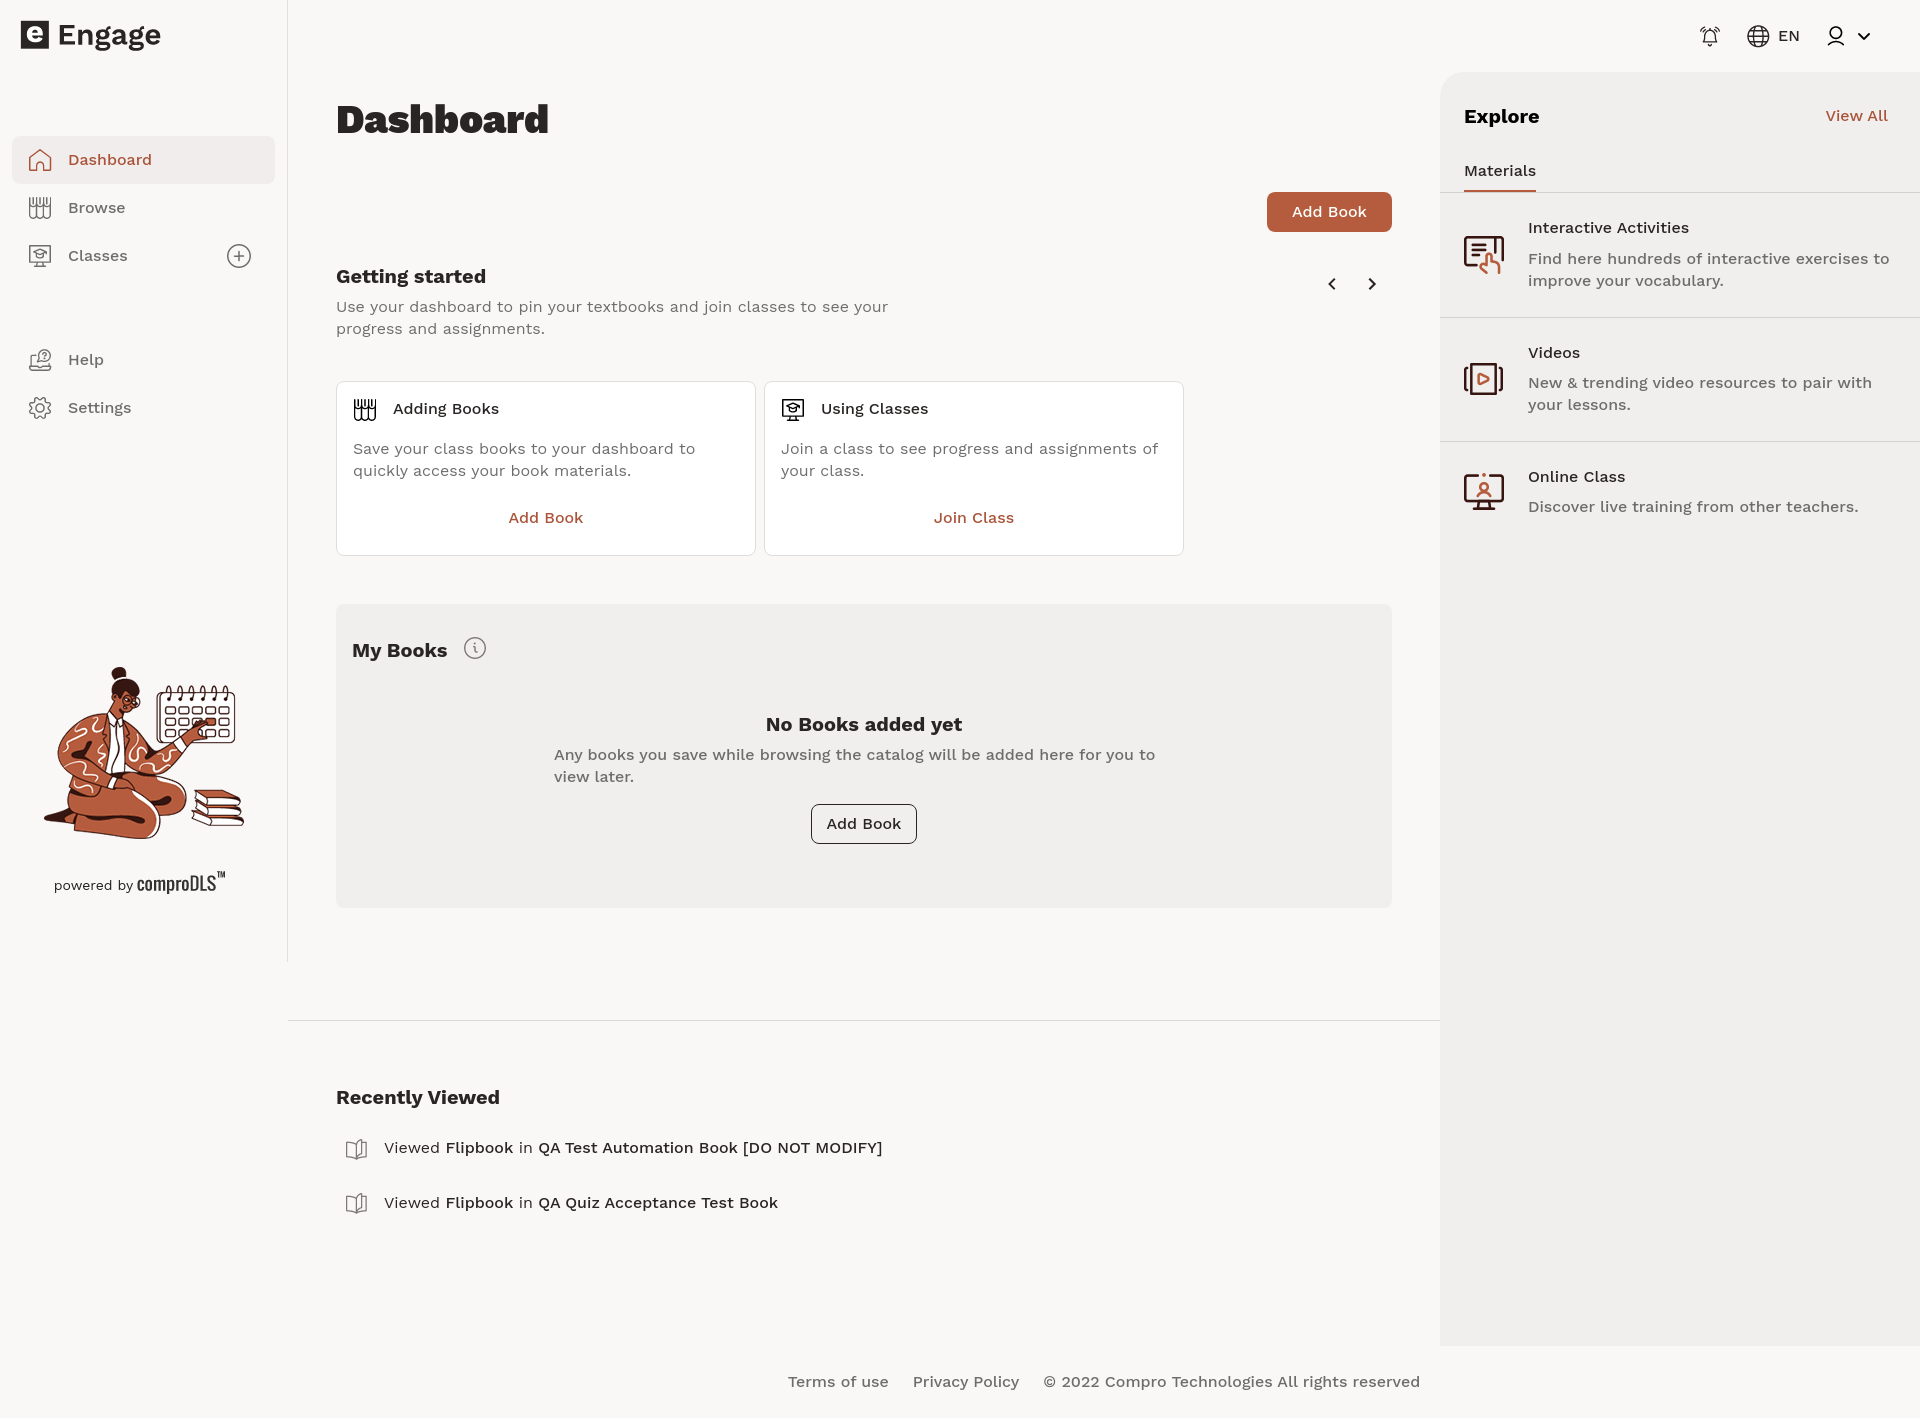 e Engage
EN
Dashboard
Browse
Classes
Help
Settings
powered by comproDLS™
Dashboard
Add Book
Getting started
Use your dashboard to pin your textbooks and join classes to see your
progress and assignments.
Adding Books
Save your class books to your dashboard to
quickly access your book materials.
Add Book
Using Classes
Join a class to see progress and assignments of
your class.
Join Class
My Books
No Books added yet
Any books you save while browsing the catalog will be added here for you to
view later.
Add Book
Recently Viewed
Viewed Flipbook in QA Test Automation Book [DO NOT MODIFY]
Viewed Flipbook in QA Quiz Acceptance Test Book
Explore
View All
Materials
Interactive Activities
Find here hundreds of interactive exercises to
improve your vocabulary.
Videos
New & trending video resources to pair with
your lessons.
Online Class
Discover live training from other teachers.
Terms of use
Privacy Policy
© 2022 Compro Technologies All rights reserved